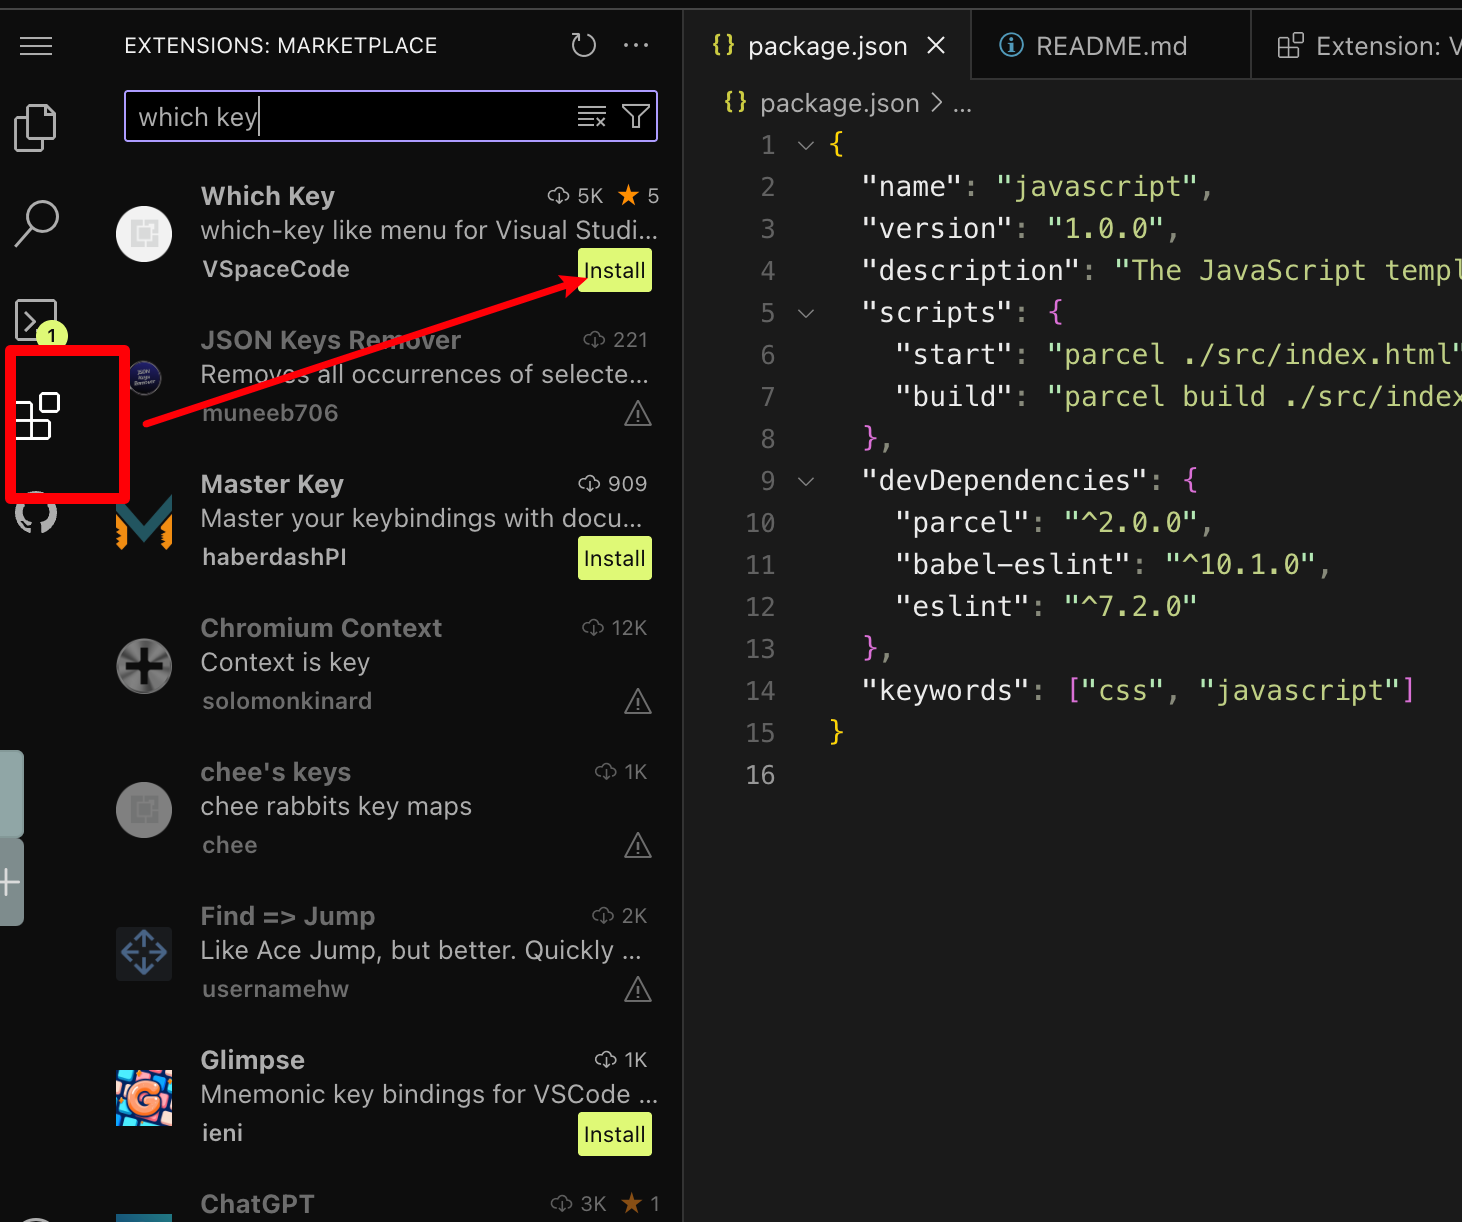 EXTENSIONS: MARKETPLACE
which key
Which Key 5K 5
which-key like menu for Visual Studi...
VSpaceCode Install
1
JSON Keys Remover 221
Removes all occurrences of selecte...
muneeb706
Master Key 909
Master your keybindings with docu...
haberdashPI Install
Chromium Context 12K
Context is key
solomonkinard
chee's keys 1K
chee rabbits key maps
chee
Find => Jump 2K
Like Ace Jump, but better. Quickly ...
usernamehw
Glimpse 1K
Mnemonic key bindings for VSCode ...
ieni Install
ChatGPT 3K 1
{} package.json × README.md Extension: V
{} package.json > ...
1 {
2 "name": "javascript",
3 "version": "1.0.0",
4 "description": "The JavaScript templ
5 "scripts": {
6 "start": "parcel ./src/index.html"
7 "build": "parcel build ./src/index
8 },
9 "devDependencies": {
10 "parcel": "^2.0.0",
11 "babel-eslint": "^10.1.0",
12 "eslint": "^7.2.0"
13 },
14 "keywords": ["css", "javascript"]
15 }
16